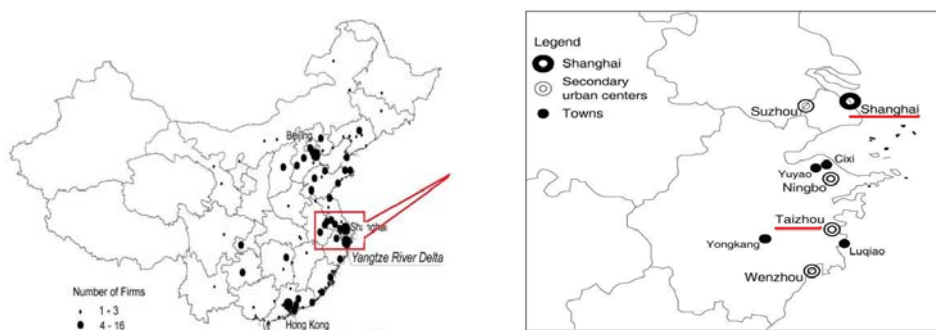 Beijing
Shanghai
Yangtze River Delta
Number of Firms
1 - 3
4 - 16
Hong Kong
Legend
Shanghai
Secondary
urban centers
Towns
Suzhou
Shanghai
Cixi
Yuyao
Ningbo
Taizhou
Yongkang
Luqiao
Wenzhou